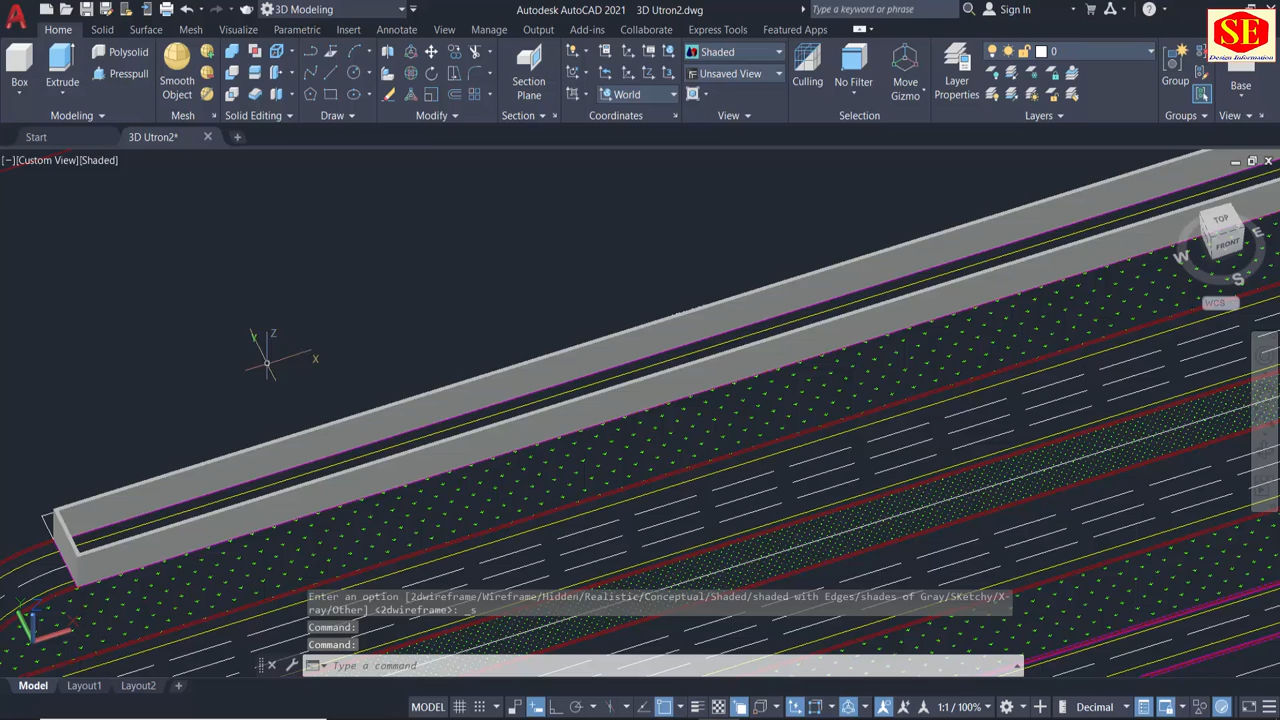 3D Modeling
Autodesk AutoCAD 2021 3D Utron2.dwg
Type a keyword or phrase
Sign In
SE
Design Information
Home Solid Surface Mesh Visualize Parametric Insert Annotate View Manage Output Add-ins Collaborate Express Tools Featured Apps
Box
Extrude
Polysolid
Presspull
Smooth
Object
Section
Plane
World
Shaded
Unsaved View
Culling
No Filter
Move
Gizmo
Layer
Properties
0
Group
Base
Modeling Mesh Solid Editing Draw Modify Section Coordinates View Selection Layers Groups View
Start 3D Utron2*
[−][Custom View][Shaded]
TOP
FRONT
W
E
S
WCS
Z
Y
X
Enter an option [2dwireframe/Wireframe/Hidden/Realistic/Conceptual/Shaded/shaded with Edges/shades of Gray/SKetchy/X-
ray/Other] <2dwireframe>: _s
Command:
Command:
Type a command
Model Layout1 Layout2
MODEL
1:1 / 100%
Decimal